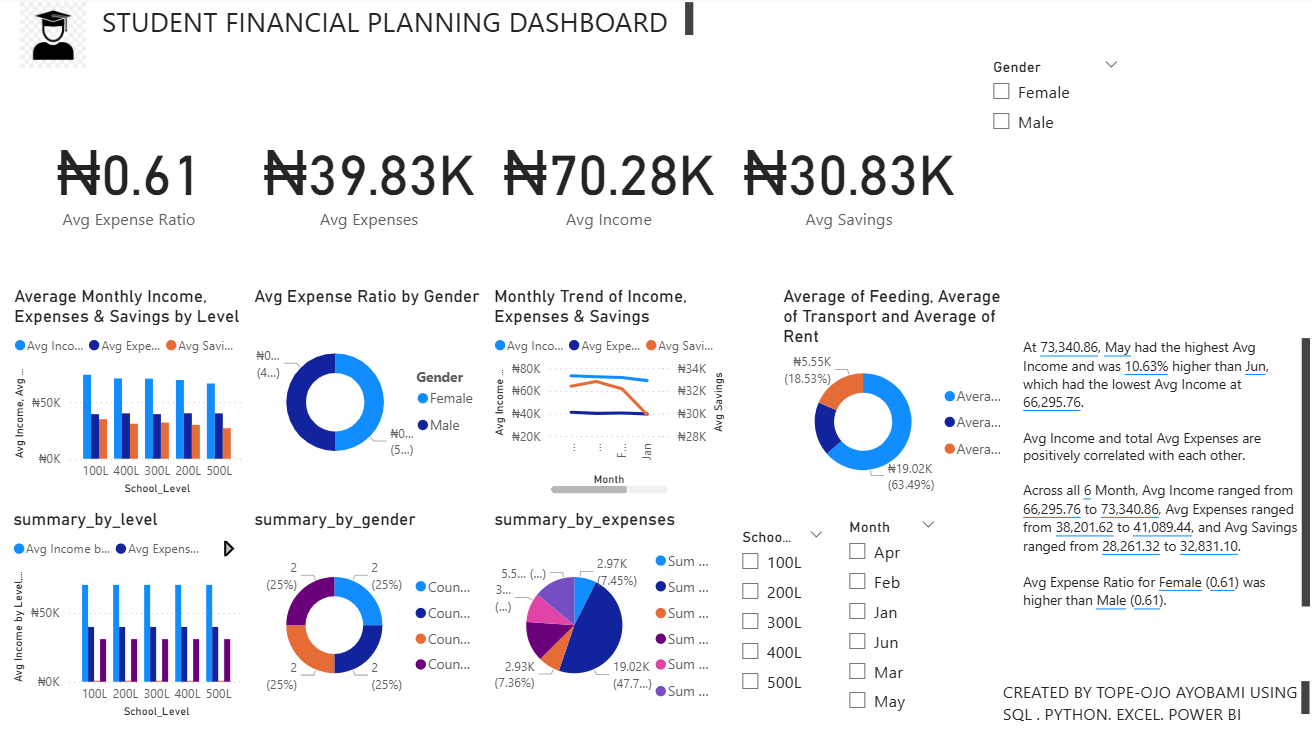 STUDENT FINANCIAL PLANNING DASHBOARD
Gender
Female
Male
₦0.61
Avg Expense Ratio
₦39.83K
Avg Expenses
₦70.28K
Avg Income
₦30.83K
Avg Savings
Average Monthly Income,
Expenses & Savings by Level
Avg Inco... Avg Expe... Avg Savi...
Avg Income, Avg ...
₦50K
₦0K
100L 400L 300L 200L 500L
School_Level
Avg Expense Ratio by Gender
₦0...
(4...)
₦0...
(5...)
Gender
Female
Male
Monthly Trend of Income,
Expenses & Savings
Avg Inco... Avg Expe... Avg Savi...
Avg Income ...
₦80K
₦60K
₦40K
₦20K
₦34K
₦32K
₦30K
₦28K
Avg Savings
... ... F... Jan
Month
Average of Feeding, Average
of Transport and Average of
Rent
₦5.55K
(18.53%)
₦19.02K
(63.49%)
Avera...
Avera...
Avera...
At 73,340.86, May had the highest Avg
Income and was 10.63% higher than Jun,
which had the lowest Avg Income at
66,295.76.
Avg Income and total Avg Expenses are
positively correlated with each other.
Across all 6 Month, Avg Income ranged from
66,295.76 to 73,340.86, Avg Expenses ranged
from 38,201.62 to 41,089.44, and Avg Savings
ranged from 28,261.32 to 32,831.10.
Avg Expense Ratio for Female (0.61) was
higher than Male (0.61).
summary_by_level
Avg Income b... Avg Expens...
Avg Income by Level,...
₦50K
₦0K
100L 200L 300L 400L 500L
School_Level
summary_by_gender
2
(25%)
2
(25%)
2
(25%)
2
(25%)
Coun...
Coun...
Coun...
Coun...
summary_by_expenses
2.97K
(7.45%)
19.02K
(47.7...)
2.93K
(7.36%)
3...
(...)
5.5... (...)
Sum ...
Sum ...
Sum ...
Sum ...
Sum ...
Sum ...
Schoo...
100L
200L
300L
400L
500L
Month
Apr
Feb
Jan
Jun
Mar
May
CREATED BY TOPE-OJO AYOBAMI USING
SQL . PYTHON. EXCEL. POWER BI